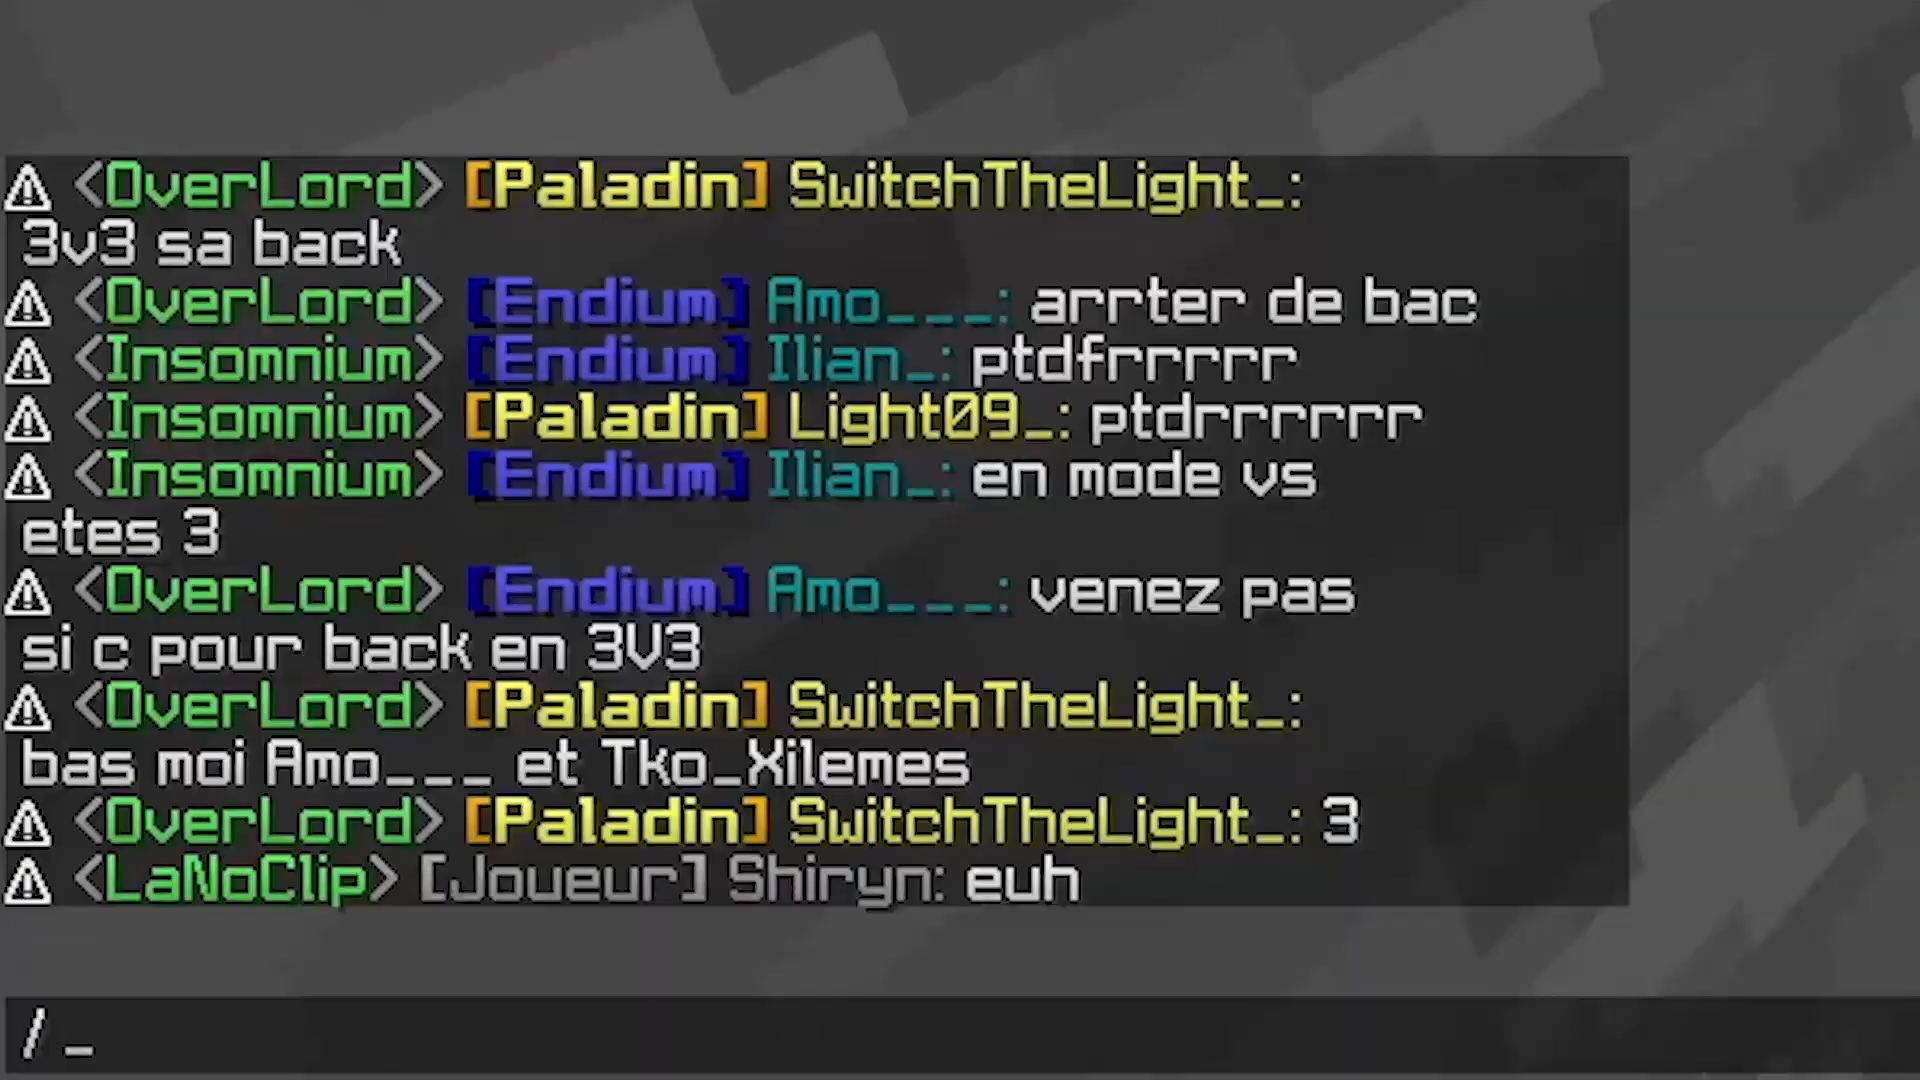 ⚠ <OverLord> [Paladin] SwitchTheLight_:
3v3 sa back
⚠ <OverLord> [Endium] Amo___: arrter de bac
⚠ <Insomnium> [Endium] Ilian_: ptdfrrrrr
⚠ <Insomnium> [Paladin] Light09_: ptdrrrrrrr
⚠ <Insomnium> [Endium] Ilian_: en mode vs
etes 3
⚠ <OverLord> [Endium] Amo___: venez pas
si c pour back en 3V3
⚠ <OverLord> [Paladin] SwitchTheLight_:
bas moi Amo___ et Tko_Xilemes
⚠ <OverLord> [Paladin] SwitchTheLight_: 3
⚠ <LaNoClip> [Joueur] Shiryn: euh
/ _